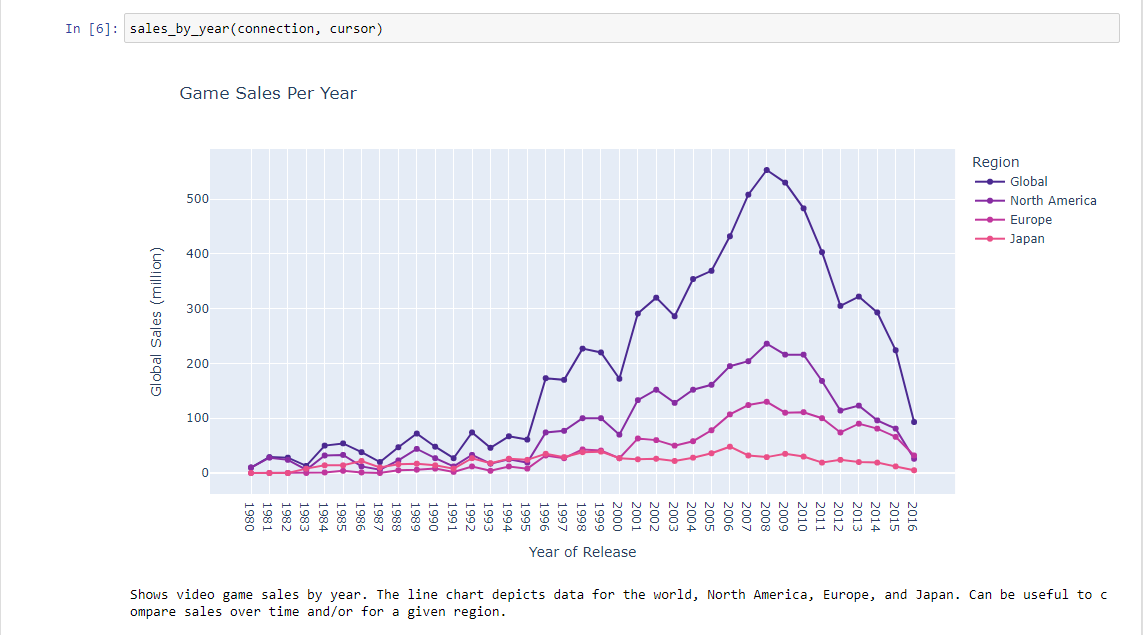 In [6]: sales_by_year(connection, cursor)
Game Sales Per Year
Region
Global
North America
Europe
Japan
Global Sales (million)
500
400
300
200
100
0
1980 1981 1982 1983 1984 1985 1986 1987 1988 1989 1990 1991 1992 1993 1994 1995 1996 1997 1998 1999 2000 2001 2002 2003 2004 2005 2006 2007 2008 2009 2010 2011 2012 2013 2014 2015 2016
Year of Release
Shows video game sales by year. The line chart depicts data for the world, North America, Europe, and Japan. Can be useful to c
ompare sales over time and/or for a given region.